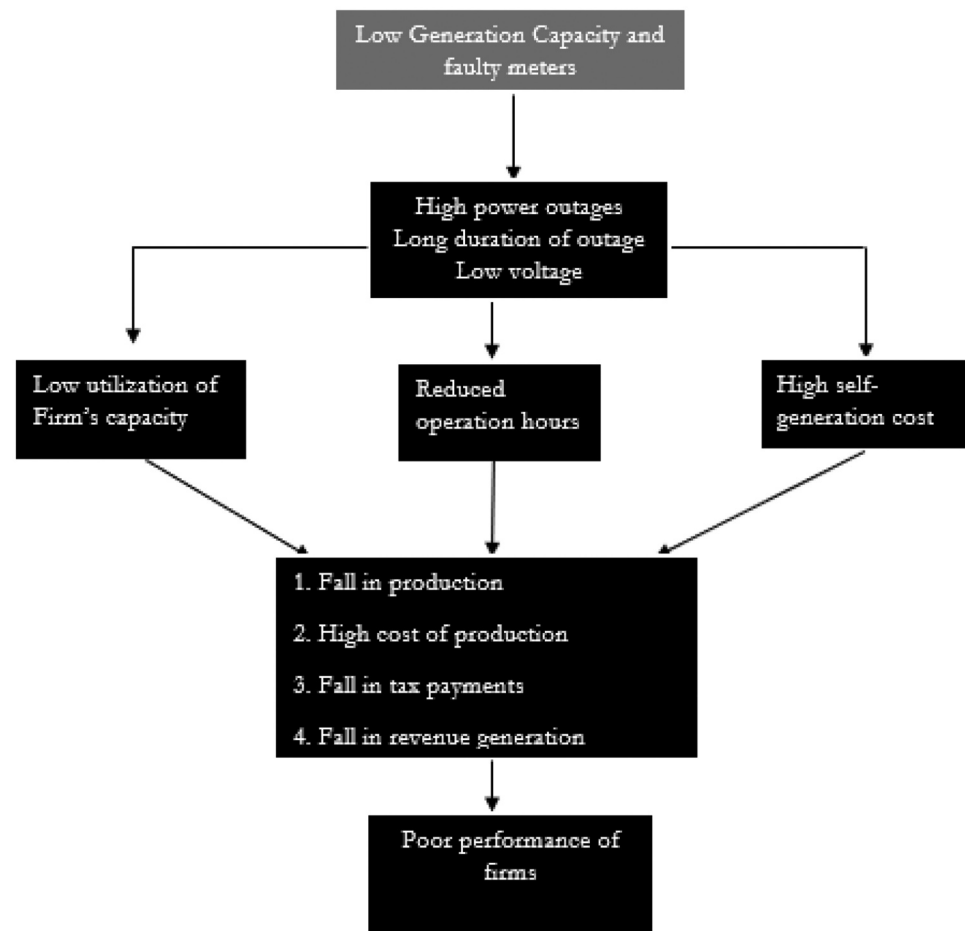 Low Generation Capacity and
faulty meters
High power outages
Long duration of outage
Low voltage
Low utilization of
Firm's capacity
Reduced
operation hours
High self-
generation cost
1. Fall in production
2. High cost of production
3. Fall in tax payments
4. Fall in revenue generation
Poor performance of
firms